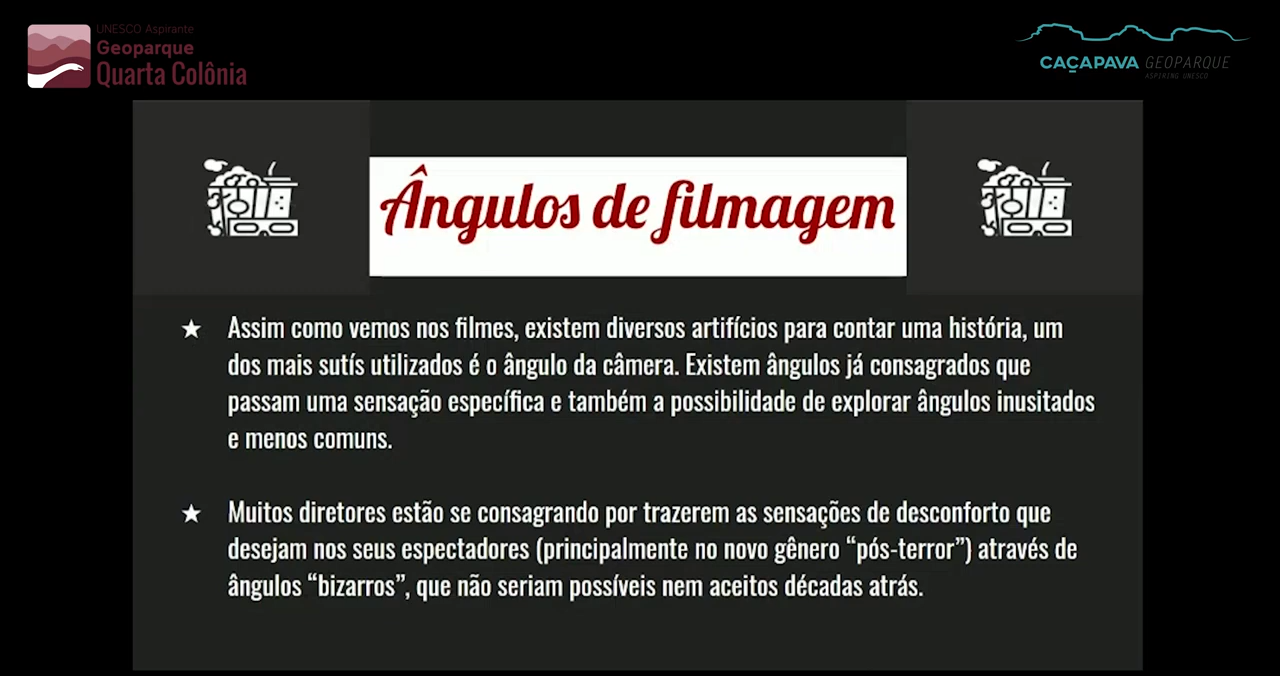 UNESCO Aspirante
Geoparque
Quarta Colônia
CAÇAPAVA GEOPARQUE
ASPIRING UNESCO
Ângulos de filmagem
★ Assim como vemos nos filmes, existem diversos artifícios para contar uma história, um
dos mais sutís utilizados é o ângulo da câmera. Existem ângulos já consagrados que
passam uma sensação específica e também a possibilidade de explorar ângulos inusitados
e menos comuns.
★ Muitos diretores estão se consagrando por trazerem as sensações de desconforto que
desejam nos seus espectadores (principalmente no novo gênero “pós-terror”) através de
ângulos “bizarros”, que não seriam possíveis nem aceitos décadas atrás.